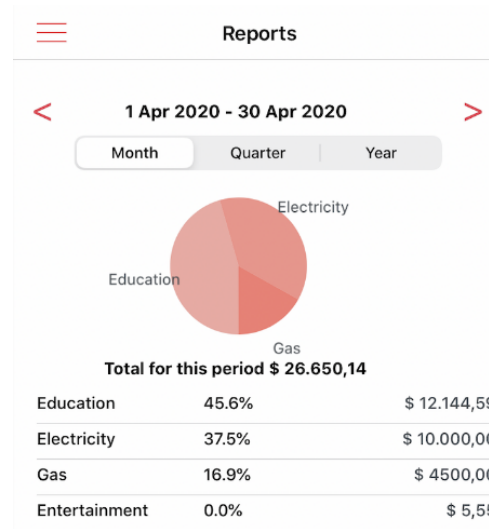 Reports
< 1 Apr 2020 - 30 Apr 2020 >
Month Quarter Year
Electricity
Education
Gas
Total for this period $ 26.650,14
Education 45.6% $ 12.144,5
Electricity 37.5% $ 10.000,0
Gas 16.9% $ 4500,0
Entertainment 0.0% $ 5,5